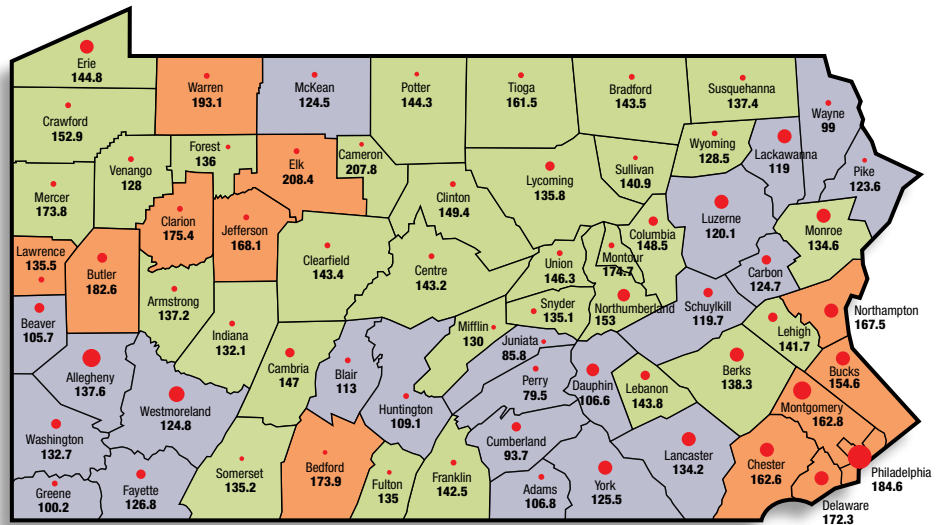 Erie
144.8
Warren
193.1
McKean
124.5
Potter
144.3
Tioga
161.5
Bradford
143.5
Susquehanna
137.4
Wayne
99
Crawford
152.9
Forest
136
Elk
208.4
Cameron
207.8
Venango
128
Sullivan
140.9
Wyoming
128.5
Lackawanna
119
Pike
123.6
Mercer
173.8
Clarion
175.4
Jefferson
168.1
Clinton
149.4
Lycoming
135.8
Columbia
148.5
Luzerne
120.1
Monroe
134.6
Lawrence
135.5
Butler
182.6
Clearfield
143.4
Centre
143.2
Union
146.3
Montour
174.7
Carbon
124.7
Armstrong
137.2
Indiana
132.1
Snyder
135.1
Northumberland
153
Schuylkill
119.7
Northampton
167.5
Beaver
105.7
Mifflin
130
Juniata
85.8
Lehigh
141.7
Allegheny
137.6
Cambria
147
Blair
113
Perry
79.5
Dauphin
106.6
Lebanon
143.8
Berks
138.3
Bucks
154.6
Westmoreland
124.8
Huntington
109.1
Montgomery
162.8
Washington
132.7
Cumberland
93.7
Lancaster
134.2
Greene
100.2
Fayette
126.8
Somerset
135.2
Bedford
173.9
Fulton
135
Franklin
142.5
Adams
106.8
York
125.5
Chester
162.6
Philadelphia
184.6
Delaware
172.3